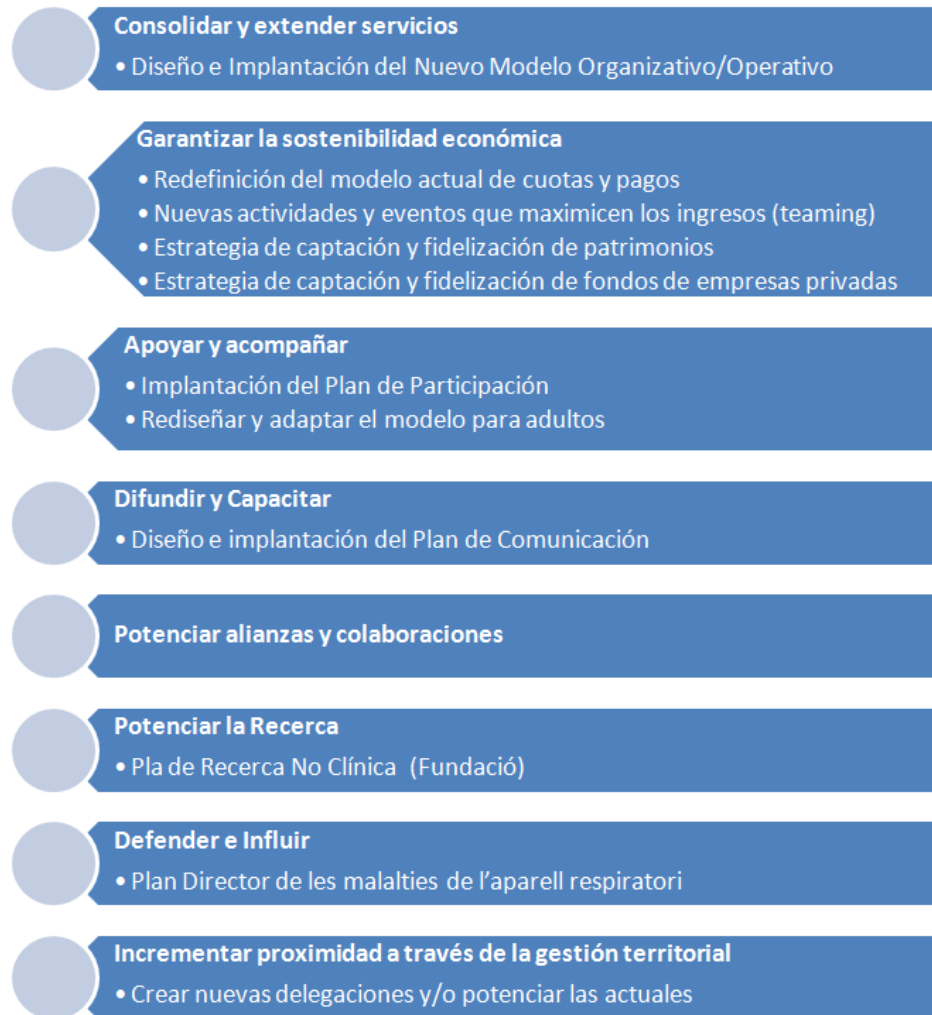 Consolidar y extender servicios
• Diseño e Implantación del Nuevo Modelo Organizativo/Operativo
Garantizar la sostenibilidad económica
• Redefinición del modelo actual de cuotas y pagos
• Nuevas actividades y eventos que maximicen los ingresos (teaming)
• Estrategia de captación y fidelización de patrimonios
• Estrategia de captación y fidelización de fondos de empresas privadas
Apoyar y acompañar
• Implantación del Plan de Participación
• Rediseñar y adaptar el modelo para adultos
Difundir y Capacitar
• Diseño e implantación del Plan de Comunicación
Potenciar alianzas y colaboraciones
Potenciar la Recerca
• Pla de Recerca No Clínica (Fundació)
Defender e Influir
• Plan Director de les malalties de l’aparell respiratori
Incrementar proximidad a través de la gestión territorial
• Crear nuevas delegaciones y/o potenciar las actuales